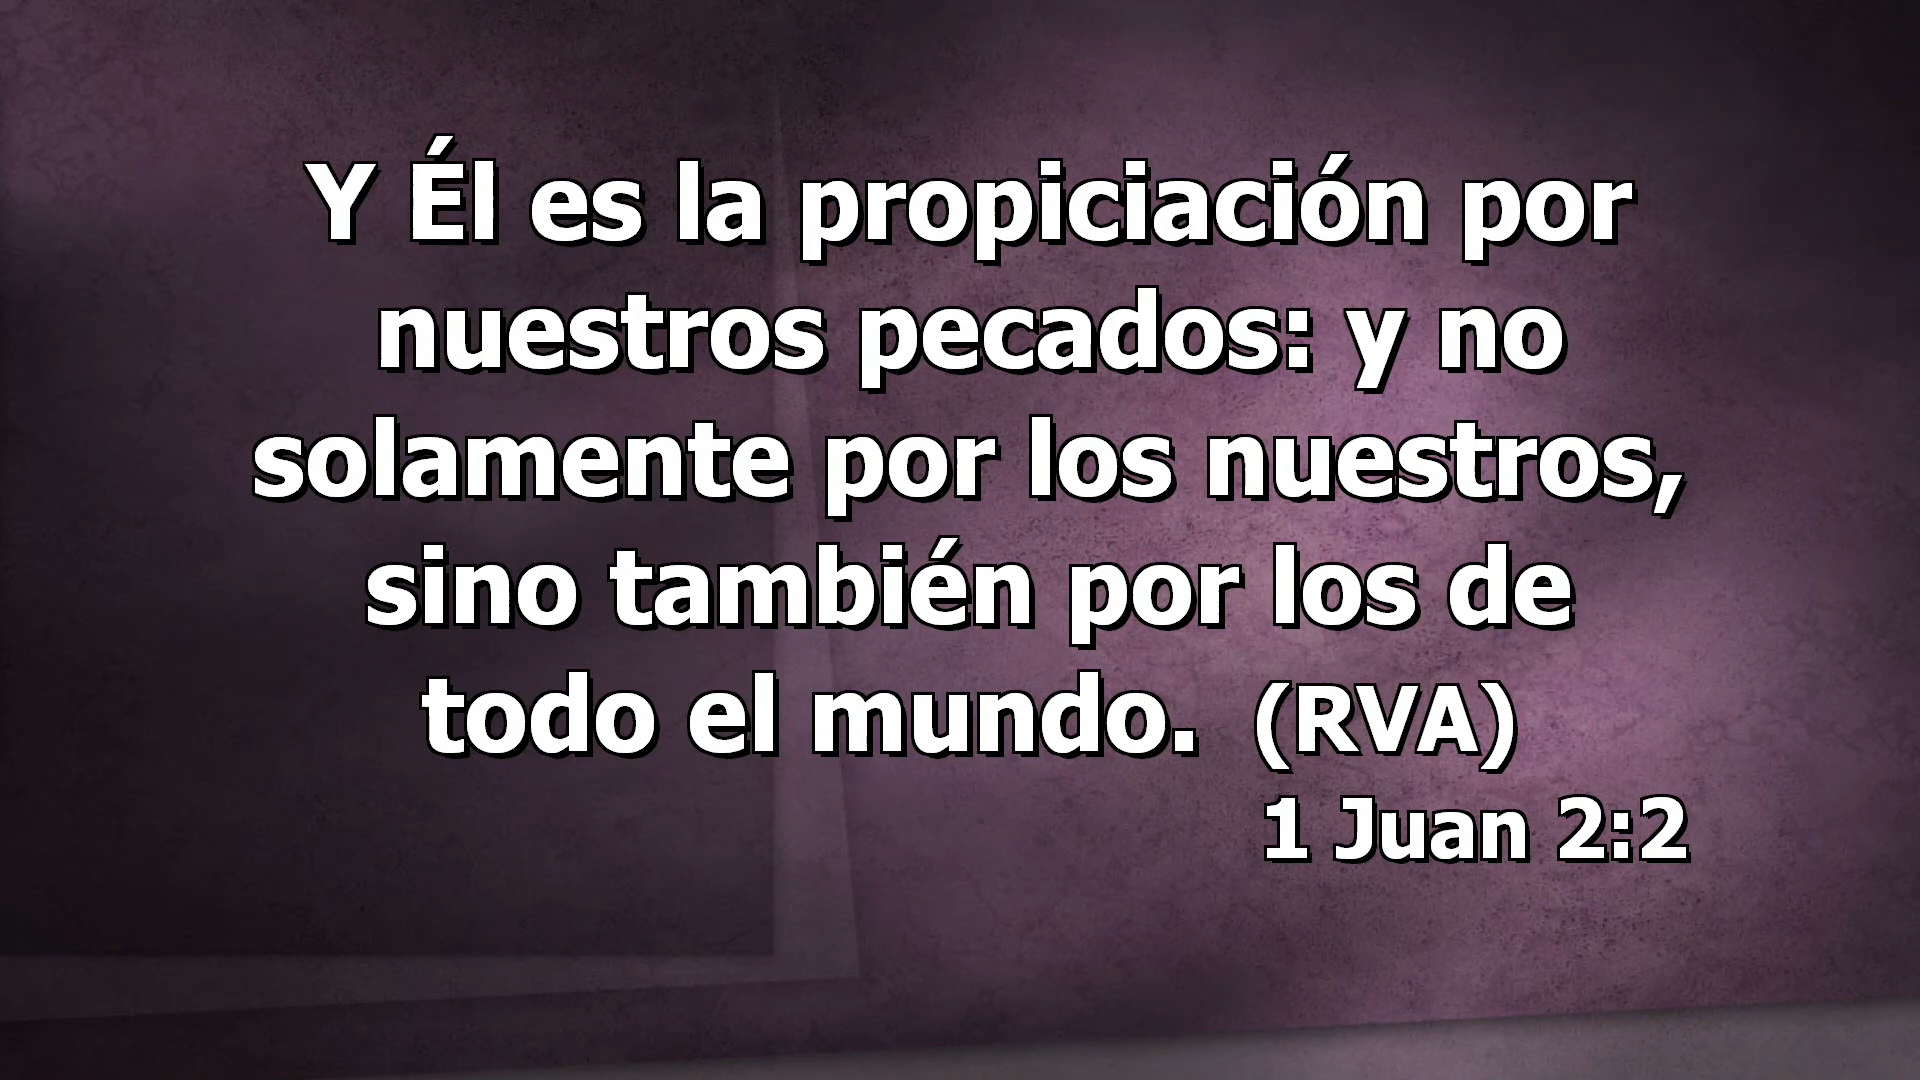 Y Él es la propiciación por
nuestros pecados: y no
solamente por los nuestros,
sino también por los de
todo el mundo. (RVA)
1 Juan 2:2